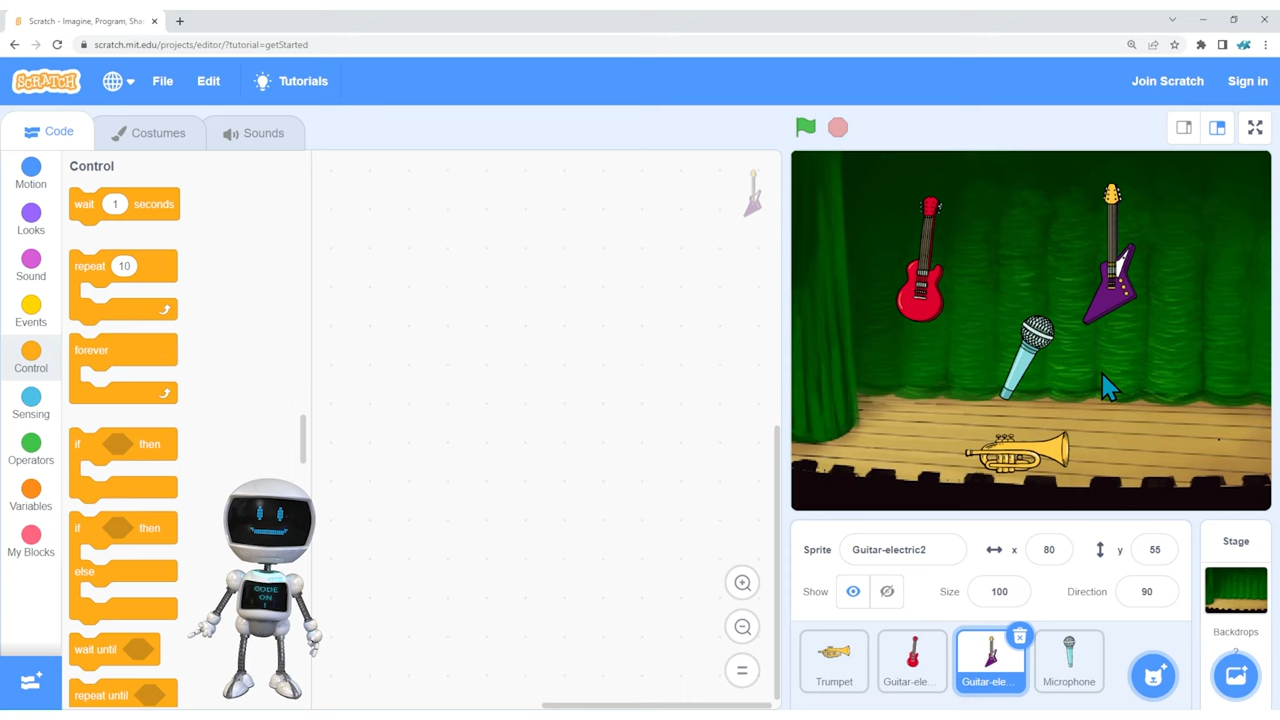 Scratch - Imagine, Program, Sha
scratch.mit.edu/projects/editor/?tutorial=getStarted
SCRATCH
File
Edit
Tutorials
Join Scratch
Sign in
Code
Costumes
Sounds
Motion
Looks
Sound
Events
Control
Sensing
Operators
Variables
My Blocks
Control
wait 1 seconds
repeat 10
forever
if then
if then
else
wait until
repeat until
CODE
ON
!
Sprite Guitar-electric2 x 80 y 55
Show Size 100 Direction 90
Trumpet
Guitar-ele...
Guitar-ele...
Microphone
Stage
Backdrops
2